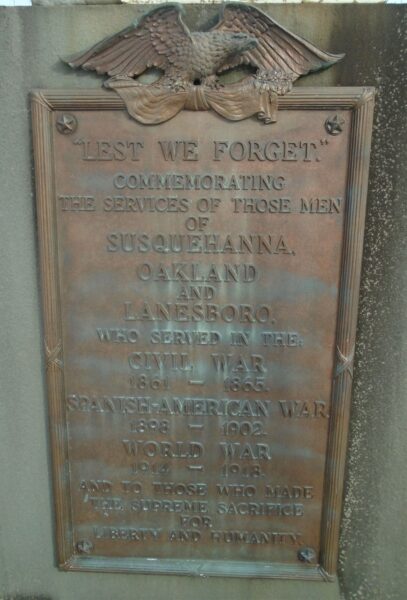 "LEST WE FORGET."
COMMEMORATING
THE SERVICES OF THOSE MEN
OF
SUSQUEHANNA,
OAKLAND
AND
LANESBORO,
WHO SERVED IN THE:
CIVIL WAR
1861 – 1865.
SPANISH-AMERICAN WAR
1898 – 1902.
WORLD WAR
1914 – 1918.
AND TO THOSE WHO MADE
THE SUPREME SACRIFICE
FOR
LIBERTY AND HUMANITY.